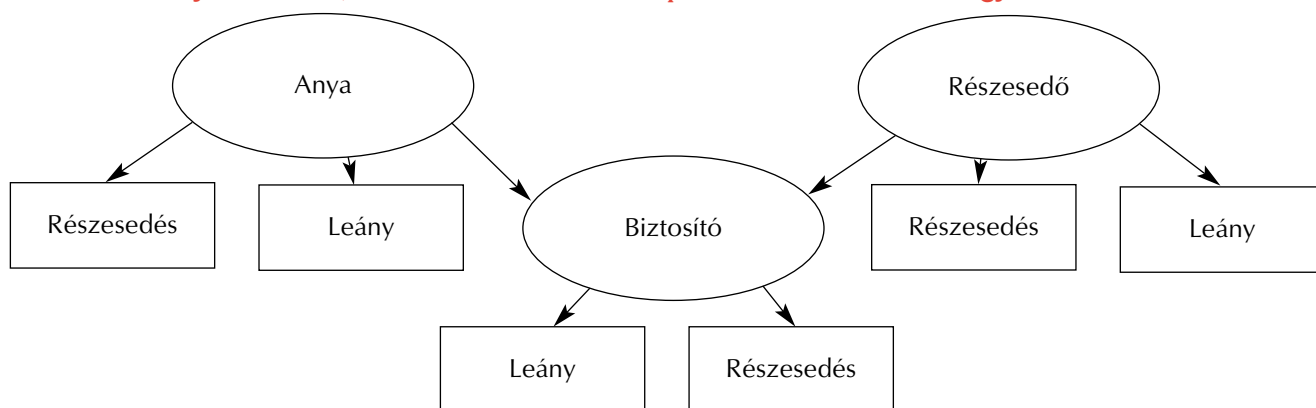 Anya
Részesedő
Részesedés
Leány
Biztosító
Részesedés
Leány
Leány
Részesedés